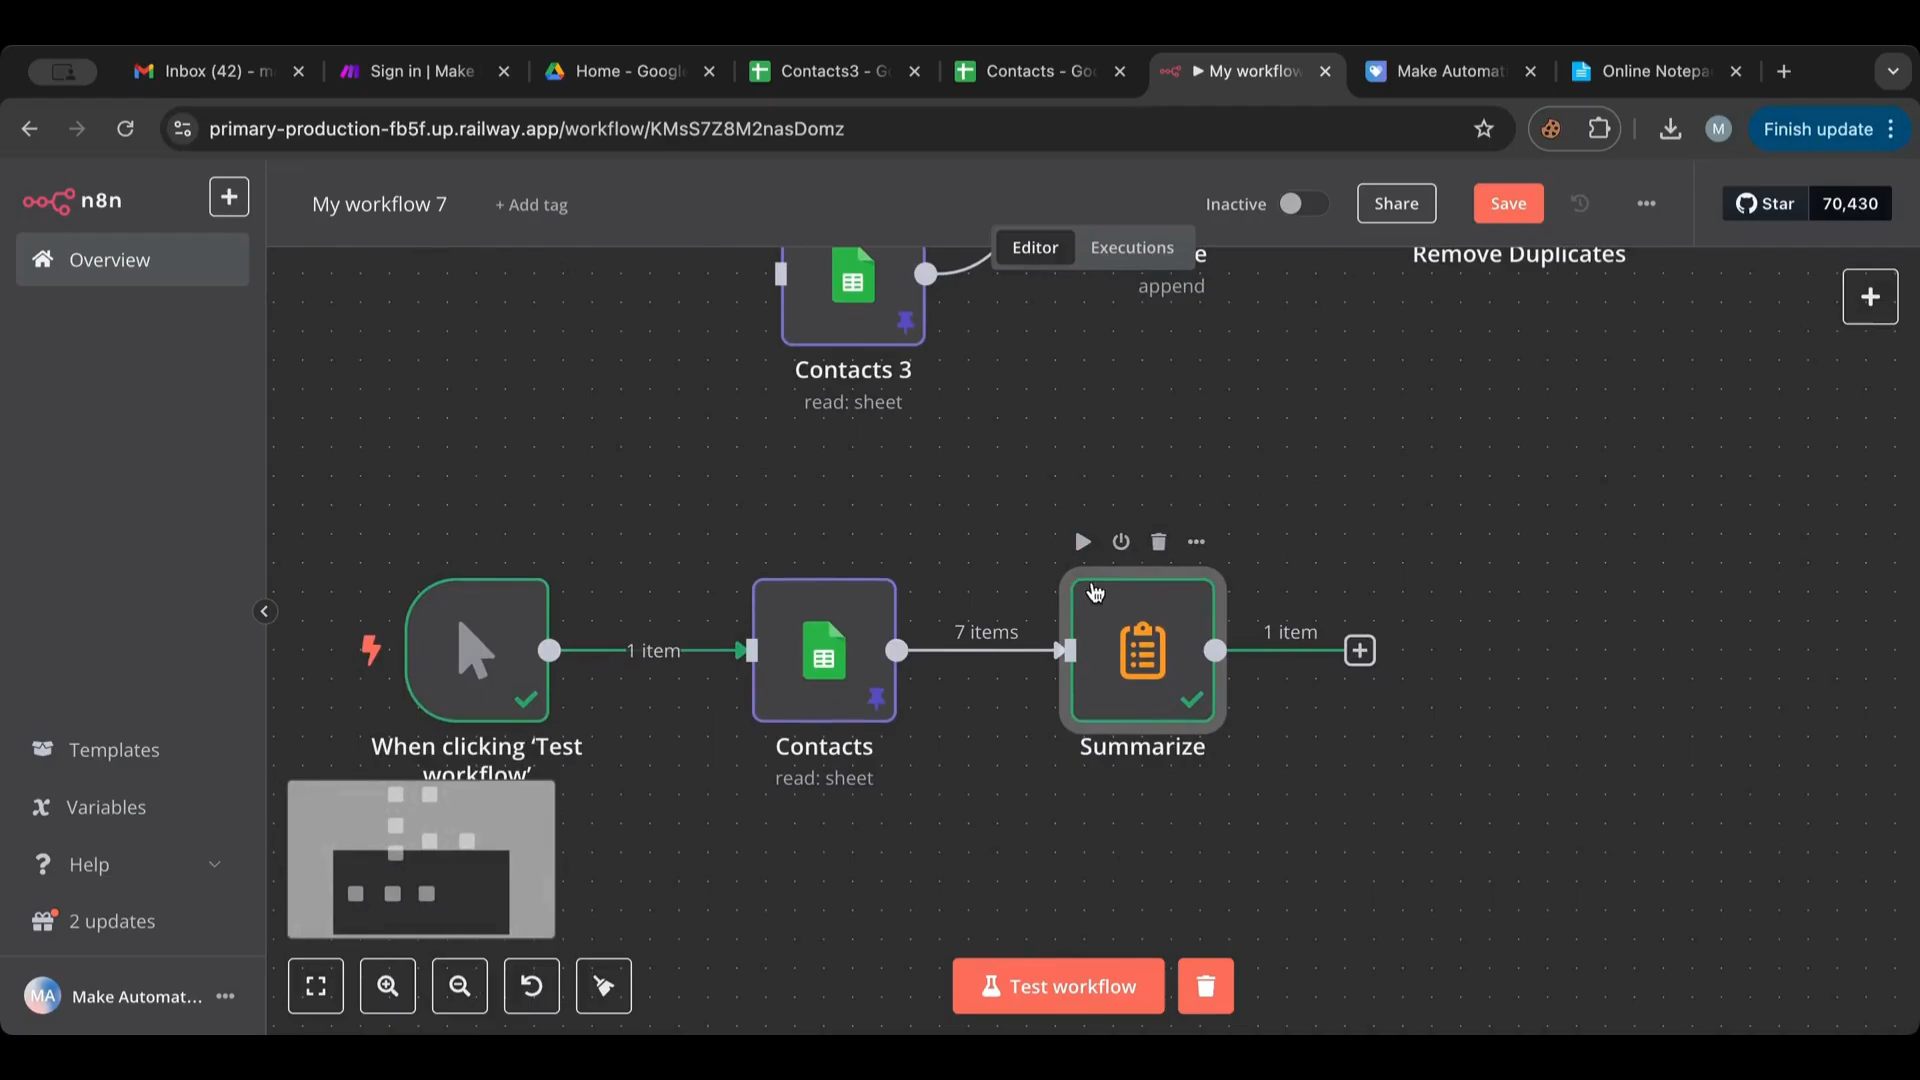 Inbox (42) - m
Sign in | Make
Home - Google
Contacts3 - G
Contacts - Goo
My workflow
Make Automat
Online Notepa
primary-production-fb5f.up.railway.app/workflow/KMsS7Z8M2nasDomz
M
Finish update
n8n
My workflow 7
+ Add tag
Inactive
Share
Save
Star
70,430
Overview
Editor
Executions
e
append
Remove Duplicates
Contacts 3
read: sheet
1 item
7 items
1 item
When clicking ‘Test
workflow’
Contacts
read: sheet
Summarize
Templates
Variables
Help
2 updates
MA
Make Automat...
Test workflow